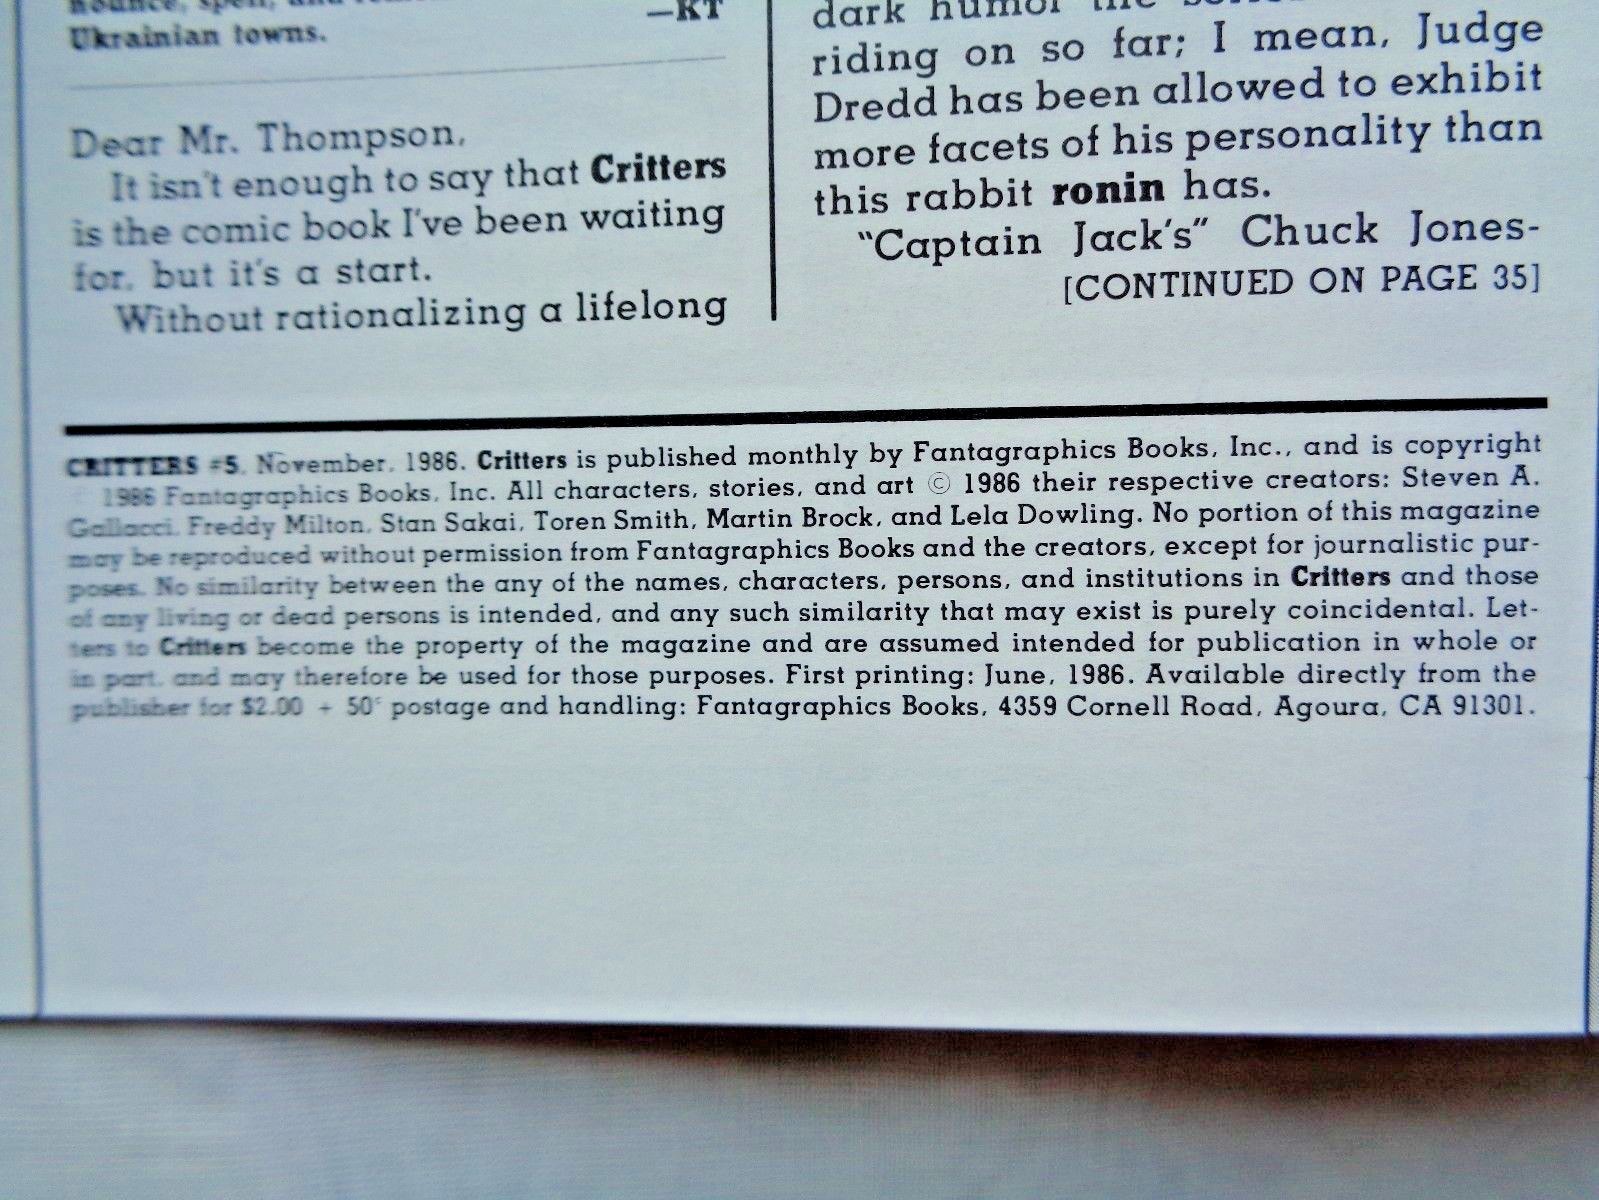 Ukrainian towns.
—KT
Dear Mr. Thompson,
It isn't enough to say that Critters
is the comic book I've been waiting
for, but it's a start.
Without rationalizing a lifelong
dark humor the
riding on so far; I mean, Judge
Dredd has been allowed to exhibit
more facets of his personality than
this rabbit ronin has.
"Captain Jack's" Chuck Jones-
[CONTINUED ON PAGE 35]
CRITTERS #5, November, 1986. Critters is published monthly by Fantagraphics Books, Inc., and is copyright
1986 Fantagraphics Books, Inc. All characters, stories, and art © 1986 their respective creators: Steven A.
Gallacci, Freddy Milton, Stan Sakai, Toren Smith, Martin Brock, and Lela Dowling. No portion of this magazine
may be reproduced without permission from Fantagraphics Books and the creators, except for journalistic pur-
poses. No similarity between the any of the names, characters, persons, and institutions in Critters and those
of any living or dead persons is intended, and any such similarity that may exist is purely coincidental. Let-
ters to Critters become the property of the magazine and are assumed intended for publication in whole or
in part, and may therefore be used for those purposes. First printing: June, 1986. Available directly from the
publisher for $2.00 + 50¢ postage and handling: Fantagraphics Books, 4359 Cornell Road, Agoura, CA 91301.